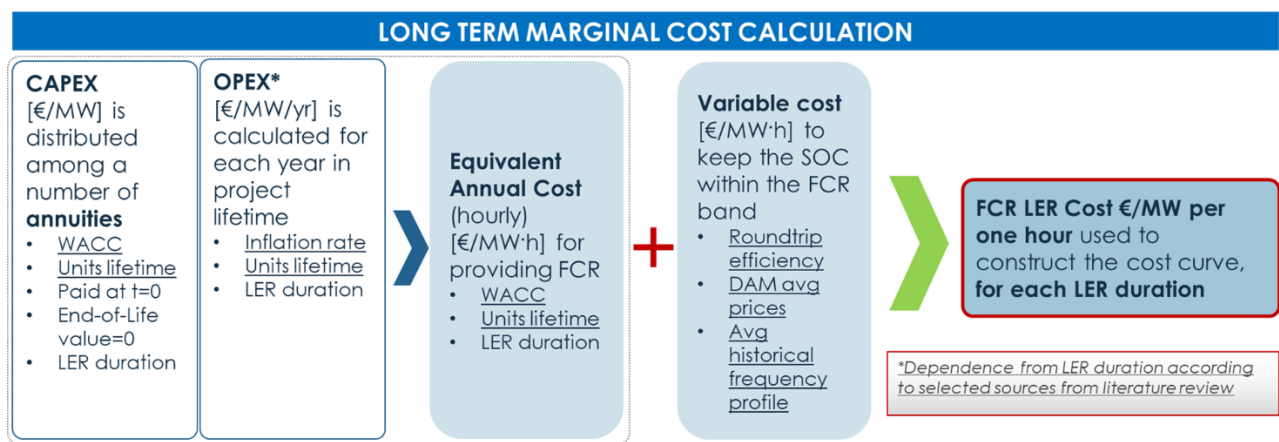 LONG TERM MARGINAL COST CALCULATION
CAPEX
[€/MW] is
distributed
among a
number of
annuities
• WACC
• Units lifetime
• Paid at t=0
• End-of-Life
value=0
• LER duration
OPEX*
[€/MW/yr] is
calculated for
each year in
project
lifetime
• Inflation rate
• Units lifetime
• LER duration
Equivalent
Annual Cost
(hourly)
[€/MW·h] for
providing FCR
• WACC
• Units lifetime
• LER duration
+
Variable cost
[€/MW·h] to
keep the SOC
within the FCR
band
• Roundtrip
efficiency
• DAM avg
prices
• Avg
historical
frequency
profile
FCR LER Cost €/MW per
one hour used to
construct the cost curve,
for each LER duration
*Dependence from LER duration according
to selected sources from literature review